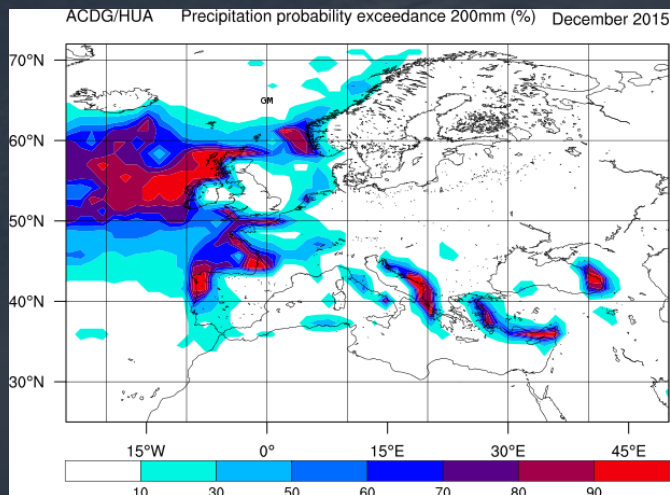 ACDG/HUA Precipitation probability exceedance 200mm (%) December 2015
70°N
GM
60°N
50°N
40°N
30°N
15°W 0° 15°E 30°E 45°E
10 30 50 60 70 80 90